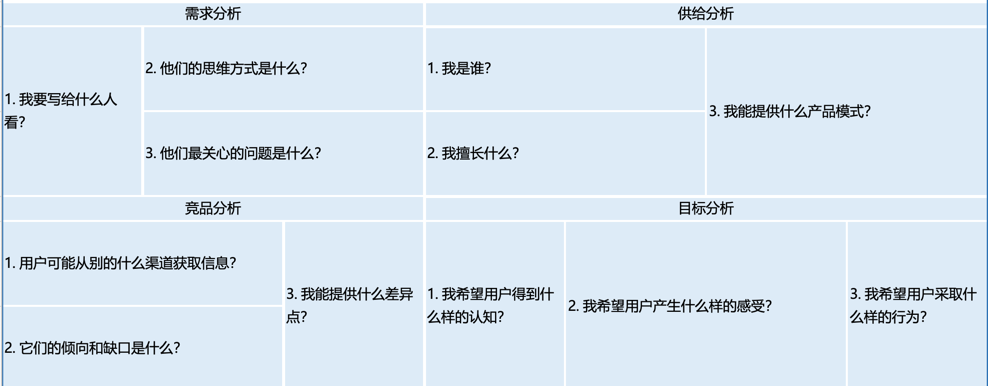 需求分析
供给分析
1. 我要写给什么人
看?
2. 他们的思维方式是什么?
3. 他们最关心的问题是什么?
1. 我是谁?
2. 我擅长什么?
3. 我能提供什么产品模式?
竞品分析
目标分析
1. 用户可能从别的什么渠道获取信息?
2. 它们的倾向和缺口是什么?
3. 我能提供什么差异
点?
1. 我希望用户得到什
么样的认知?
2. 我希望用户产生什么样的感受?
3. 我希望用户采取什
么样的行为?